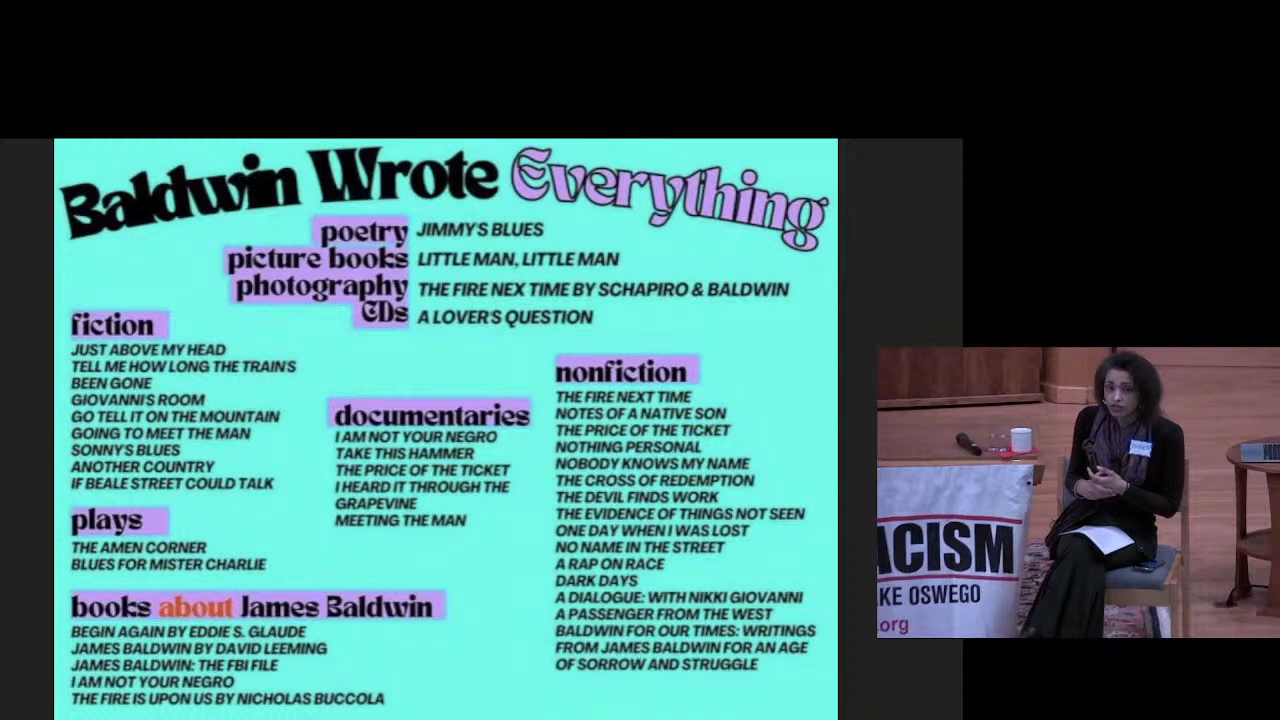 Baldwin Wrote Everything
poetry JIMMY'S BLUES
picture books LITTLE MAN, LITTLE MAN
photography THE FIRE NEX TIME BY SCHAPIRO & BALDWIN
CDs A LOVER'S QUESTION
fiction
JUST ABOVE MY HEAD
TELL ME HOW LONG THE TRAIN'S
BEEN GONE
GIOVANNI'S ROOM
GO TELL IT ON THE MOUNTAIN
GOING TO MEET THE MAN
SONNY'S BLUES
ANOTHER COUNTRY
IF BEALE STREET COULD TALK
plays
THE AMEN CORNER
BLUES FOR MISTER CHARLIE
documentaries
I AM NOT YOUR NEGRO
TAKE THIS HAMMER
THE PRICE OF THE TICKET
I HEARD IT THROUGH THE
GRAPEVINE
MEETING THE MAN
nonfiction
THE FIRE NEXT TIME
NOTES OF A NATIVE SON
THE PRICE OF THE TICKET
NOTHING PERSONAL
NOBODY KNOWS MY NAME
THE CROSS OF REDEMPTION
THE DEVIL FINDS WORK
THE EVIDENCE OF THINGS NOT SEEN
ONE DAY WHEN I WAS LOST
NO NAME IN THE STREET
A RAP ON RACE
DARK DAYS
A DIALOGUE: WITH NIKKI GIOVANNI
A PASSENGER FROM THE WEST
BALDWIN FOR OUR TIMES: WRITINGS
FROM JAMES BALDWIN FOR AN AGE
OF SORROW AND STRUGGLE
books about James Baldwin
BEGIN AGAIN BY EDDIE S. GLAUDE
JAMES BALDWIN BY DAVID LEEMING
JAMES BALDWIN: THE FBI FILE
I AM NOT YOUR NEGRO
THE FIRE IS UPON US BY NICHOLAS BUCCOLA
ACISM
KE OSWEGO
.org